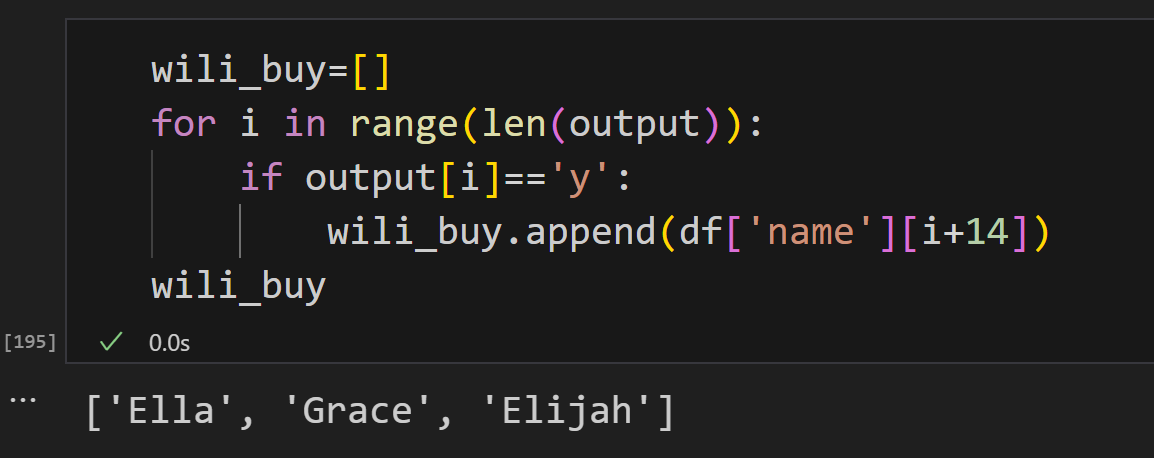 wili_buy=[]
for i in range(len(output)):
    if output[i]=='y':
        wili_buy.append(df['name'][i+14])
wili_buy
[195] 0.0s
... ['Ella', 'Grace', 'Elijah']